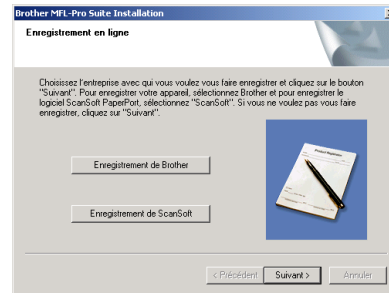 Brother MFL-Pro Suite Installation
Enregistrement en ligne
Choisissez l'entreprise avec qui vous voulez vous faire enregistrer et cliquez sur le bouton
"Suivant". Pour enregistrer votre appareil, sélectionnez Brother et pour enregistrer le
logiciel ScanSoft PaperPort, sélectionnez "ScanSoft". Si vous ne voulez pas vous faire
enregistrer, cliquez sur "Suivant".
Enregistrement de Brother
Enregistrement de ScanSoft
< Précédent
Suivant >
Annuler